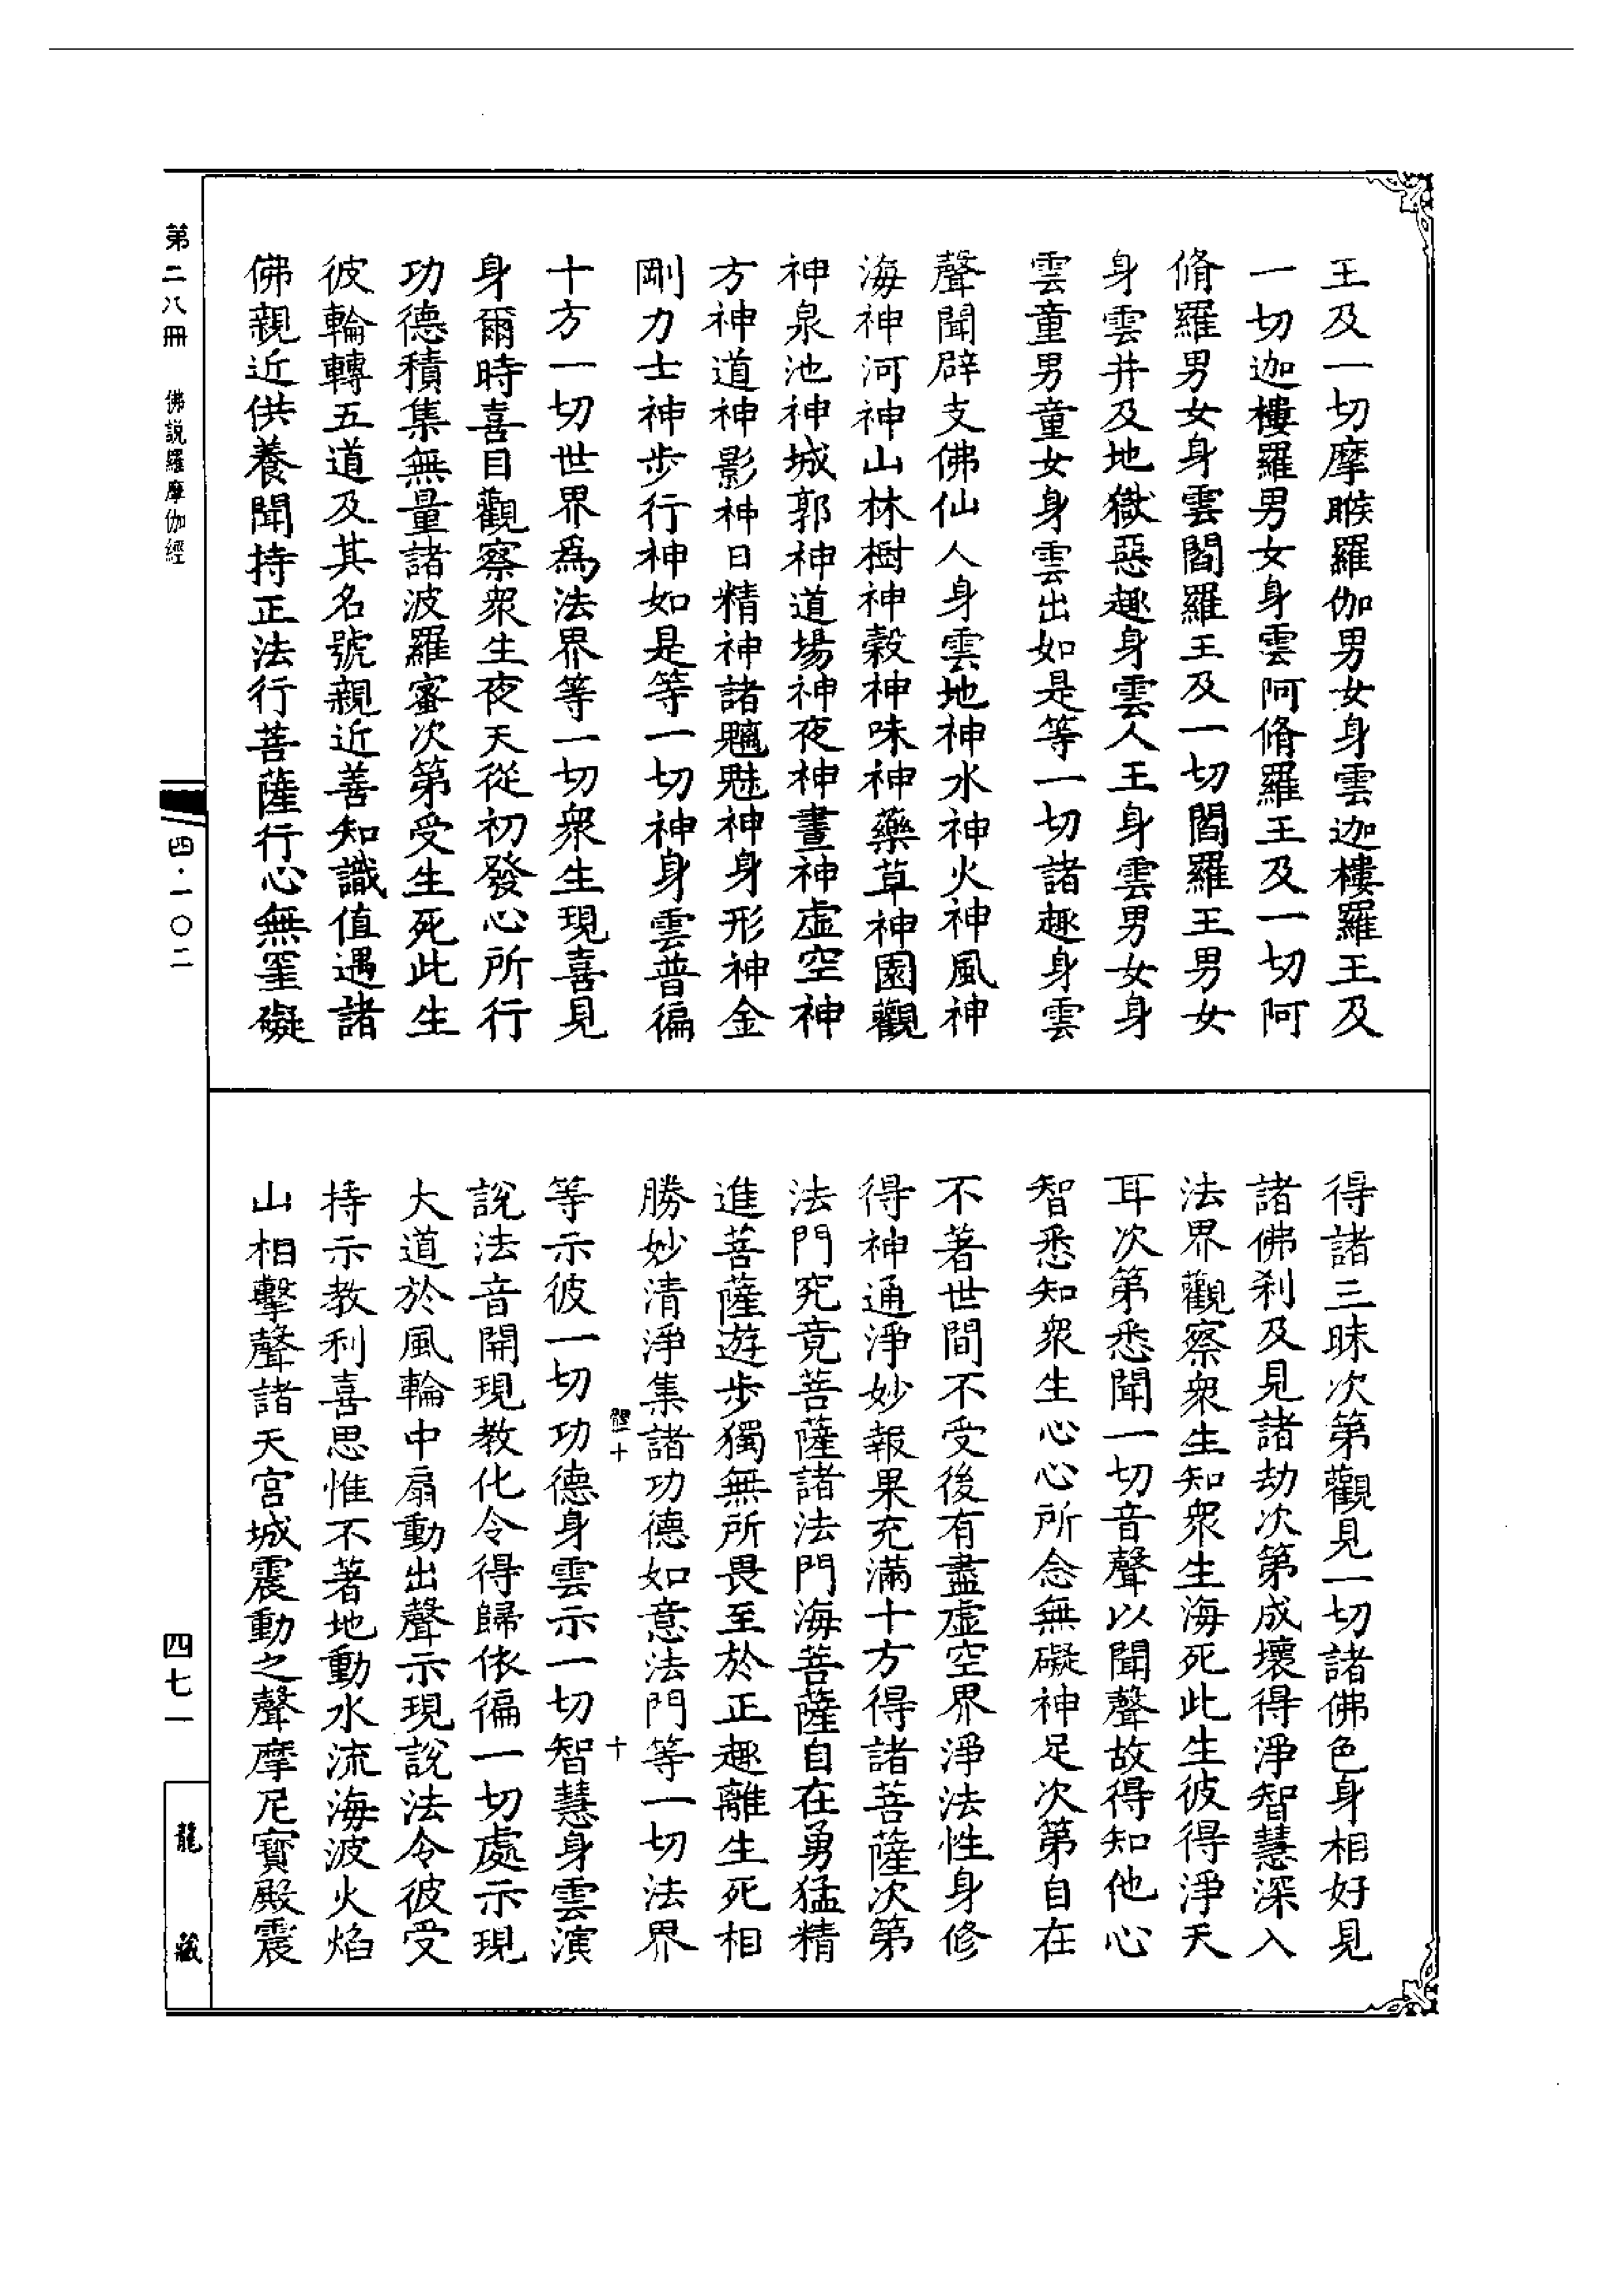 王及一切摩睺羅伽男女身雲迦樓羅王及
一切迦樓羅男女身雲阿脩羅王及一切阿
脩羅男女身雲閻羅王及一切閻羅王男女
身雲并及地獄惡趣身雲人王身雲男女身
雲童男童女身雲出如是等一切諸趣身雲
聲聞辟支佛仙人身雲地神水神火神風神
海神河神山林樹神穀神味神藥草神園觀
神泉池神城郭神道場神夜神晝神虛空神
方神道神影神日精神諸魑魅神身形神金
剛力士神步行神如是等一切神身雲普徧
十方一切世界為法界等一切眾生現喜見
身爾時喜目觀察眾生夜天從初發心所行
功德積集無量諸波羅蜜次第受生死此生
彼輪轉五道及其名號親近善知識值遇諸
佛親近供養聞持正法行菩薩行心無罣礙
得諸三昧次第觀見一切諸佛色身相好見
諸佛剎及見諸劫次第成壞得淨智慧深入
法界觀察眾生知眾生海死此生彼得淨天
耳次第悉聞一切音聲以聞聲故得知他心
智悉知眾生心心所念無礙神足次第自在
不著世間不受後有盡虛空界淨法性身修
得神通淨妙報果充滿十方得諸菩薩次第
法門究竟菩薩諸法門海菩薩自在勇猛精
進菩薩遊步獨無所畏至於正趣離生死相
勝妙清淨集諸功德如意法門等一切法界
十 十
等示彼一切功德身雲示一切智慧身雲演
說法音開現教化令得歸依徧一切處示現
大道於風輪中扇動出聲示現說法令彼受
持示教利喜思惟不著地動水流海波火焰
山相擊聲諸天宮城震動之聲摩尼寶殿震
第二八冊 佛説羅摩伽經
四·一〇二
四七一
龍藏